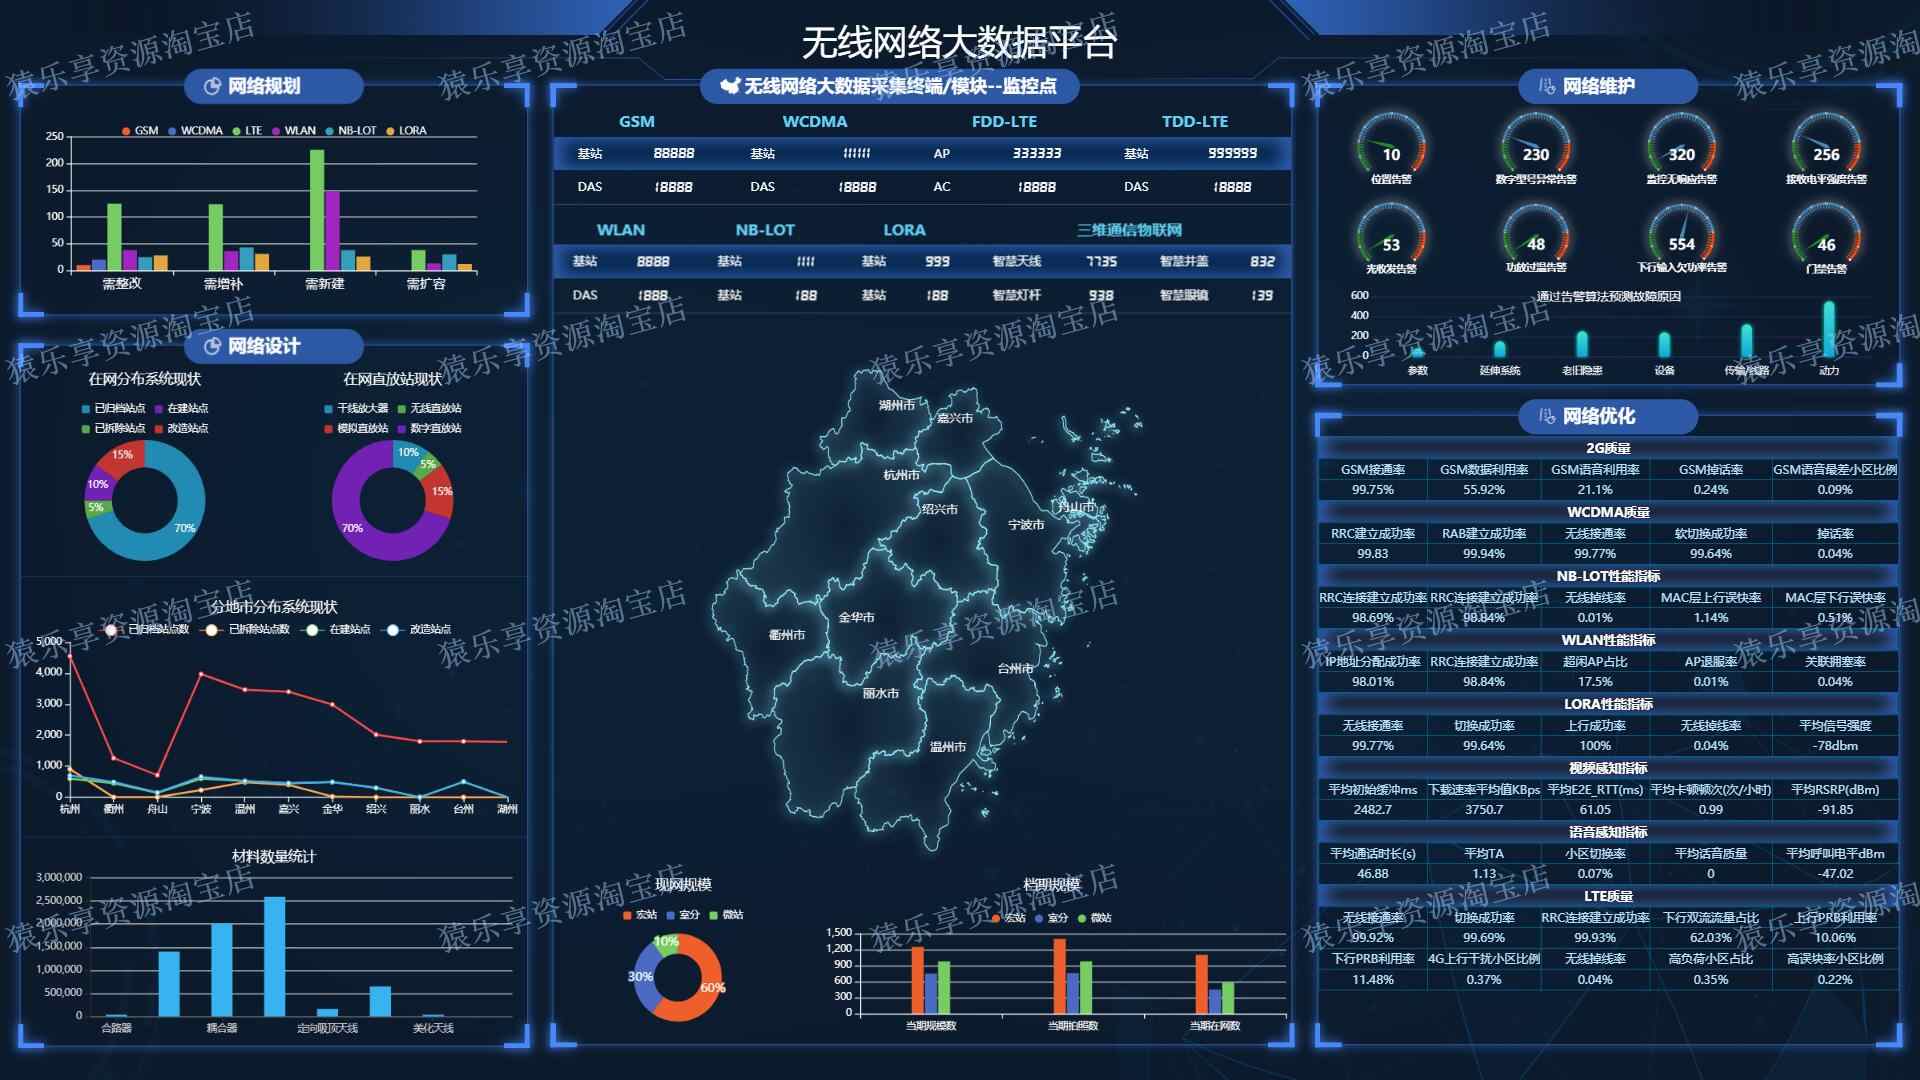 无线网络大数据平台
网络规划
GSM WCDMA LTE WLAN NB-LOT LORA
250
200
150
100
50
0
需整改 需增补 需新建 需扩容
网络设计
在网分布系统现状
已归档站点 在建站点
已拆除站点 改造站点
15%
10%
5%
70%
在网直放站现状
干线放大器 无线直放站
模拟直放站 数字直放站
10%
5%
15%
70%
分地市分布系统现状
已归档站点数 已拆除站点数 在建站点 改造站点
5,000
4,000
3,000
2,000
1,000
0
杭州 衢州 舟山 宁波 温州 嘉兴 金华 绍兴 丽水 台州 湖州
材料数量统计
3,000,000
2,500,000
2,000,000
1,500,000
1,000,000
500,000
0
合路器 耦合器 定向吸顶天线 美化天线
无线网络大数据采集终端/模块--监控点
GSM WCDMA FDD-LTE TDD-LTE
基站 88888 基站 111111 AP 333333 基站 999999
DAS 18888 DAS 18888 AC 18888 DAS 18888
WLAN NB-LOT LORA 三维通信物联网
基站 8888 基站 1111 基站 999 智慧天线 7735 智慧井盖 832
DAS 1888 基站 188 基站 188 智慧灯杆 938 智慧眼镜 139
湖州市
嘉兴市
杭州市
绍兴市
舟山市
宁波市
金华市
衢州市
台州市
丽水市
温州市
现网规模
宏站 室分 微站
10%
30%
60%
档期规模
宏站 室分 微站
1,500
1,200
900
600
300
0
当期规模数 当期拍照数 当期在网数
网络维护
10 230 320 256
位置告警 数字型号异常告警 监控无响应告警 接收电平强度告警
53 48 554 46
光收发告警 功放过温告警 下行输入欠功率告警 门禁告警
通过告警算法预测故障原因
600
400
200
0
参数 延伸系统 老旧隐患 设备 传输/线路 动力
网络优化
2G质量
GSM接通率 GSM数据利用率 GSM语音利用率 GSM掉话率 GSM语音最差小区比例
99.75% 55.92% 21.1% 0.24% 0.09%
WCDMA质量
RRC建立成功率 RAB建立成功率 无线接通率 软切换成功率 掉话率
99.83 99.94% 99.77% 99.64% 0.04%
NB-LOT性能指标
RRC连接建立成功率 RRC连接建立成功率 无线掉线率 MAC层上行误快率 MAC层下行误快率
98.69% 98.84% 0.01% 1.14% 0.51%
WLAN性能指标
IP地址分配成功率 RRC连接建立成功率 超闲AP占比 AP退服率 关联拥塞率
98.01% 98.84% 17.5% 0.01% 0.04%
LORA性能指标
无线接通率 切换成功率 上行成功率 无线掉线率 平均信号强度
99.77% 99.64% 100% 0.04% -78dbm
视频感知指标
平均初始缓冲ms 下载速率平均值KBps 平均E2E_RTT(ms) 平均卡顿顿次(次/小时) 平均RSRP(dBm)
2482.7 3750.7 61.05 0.99 -91.85
语音感知指标
平均通话时长(s) 平均TA 小区切换率 平均话音质量 平均呼叫电平dBm
46.88 1.13 0.07% 0 -47.02
LTE质量
无线接通率 切换成功率 RRC连接建立成功率 下行双流流量占比 上行PRB利用率
99.92% 99.69% 99.93% 62.03% 10.06%
下行PRB利用率 4G上行干扰小区比例 无线掉线率 高负荷小区占比 高误块率小区比例
11.48% 0.37% 0.04% 0.35% 0.22%
猿乐享资源淘宝店